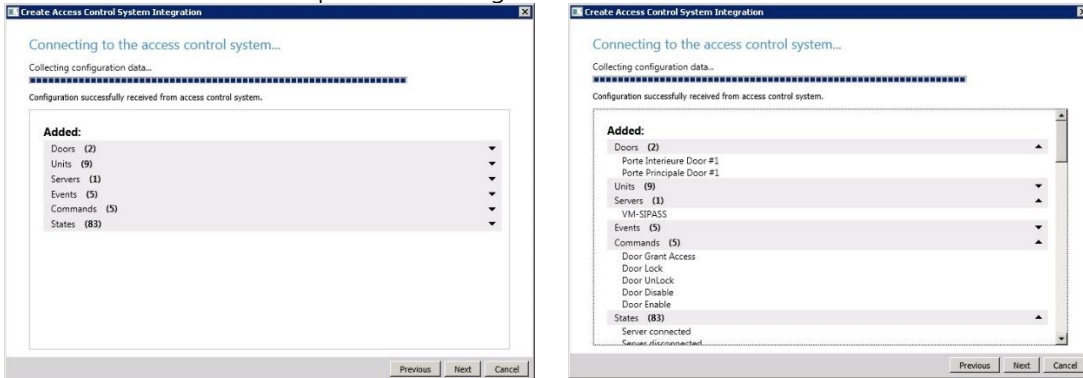 Create Access Control System Integration
Connecting to the access control system...
Collecting configuration data...
Configuration successfully received from access control system.
Added:
Doors (2)
Units (9)
Servers (1)
Events (5)
Commands (5)
States (83)
Previous Next Cancel
Create Access Control System Integration
Connecting to the access control system...
Collecting configuration data...
Configuration successfully received from access control system.
Added:
Doors (2)
Porte Interieure Door #1
Porte Principale Door #1
Units (9)
Servers (1)
VM-SIPASS
Events (5)
Commands (5)
Door Grant Access
Door Lock
Door UnLock
Door Disable
Door Enable
States (83)
Server connected
Server disconnected
Previous Next Cancel